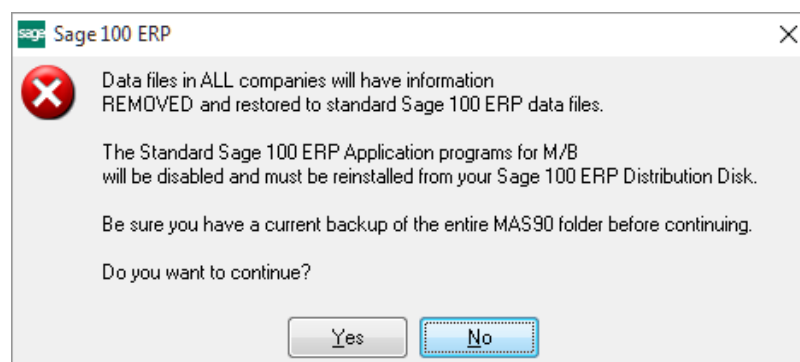 sage Sage 100 ERP
Data files in ALL companies will have information
REMOVED and restored to standard Sage 100 ERP data files.
The Standard Sage 100 ERP Application programs for M/B
will be disabled and must be reinstalled from your Sage 100 ERP Distribution Disk.
Be sure you have a current backup of the entire MAS90 folder before continuing.
Do you want to continue?
Yes No